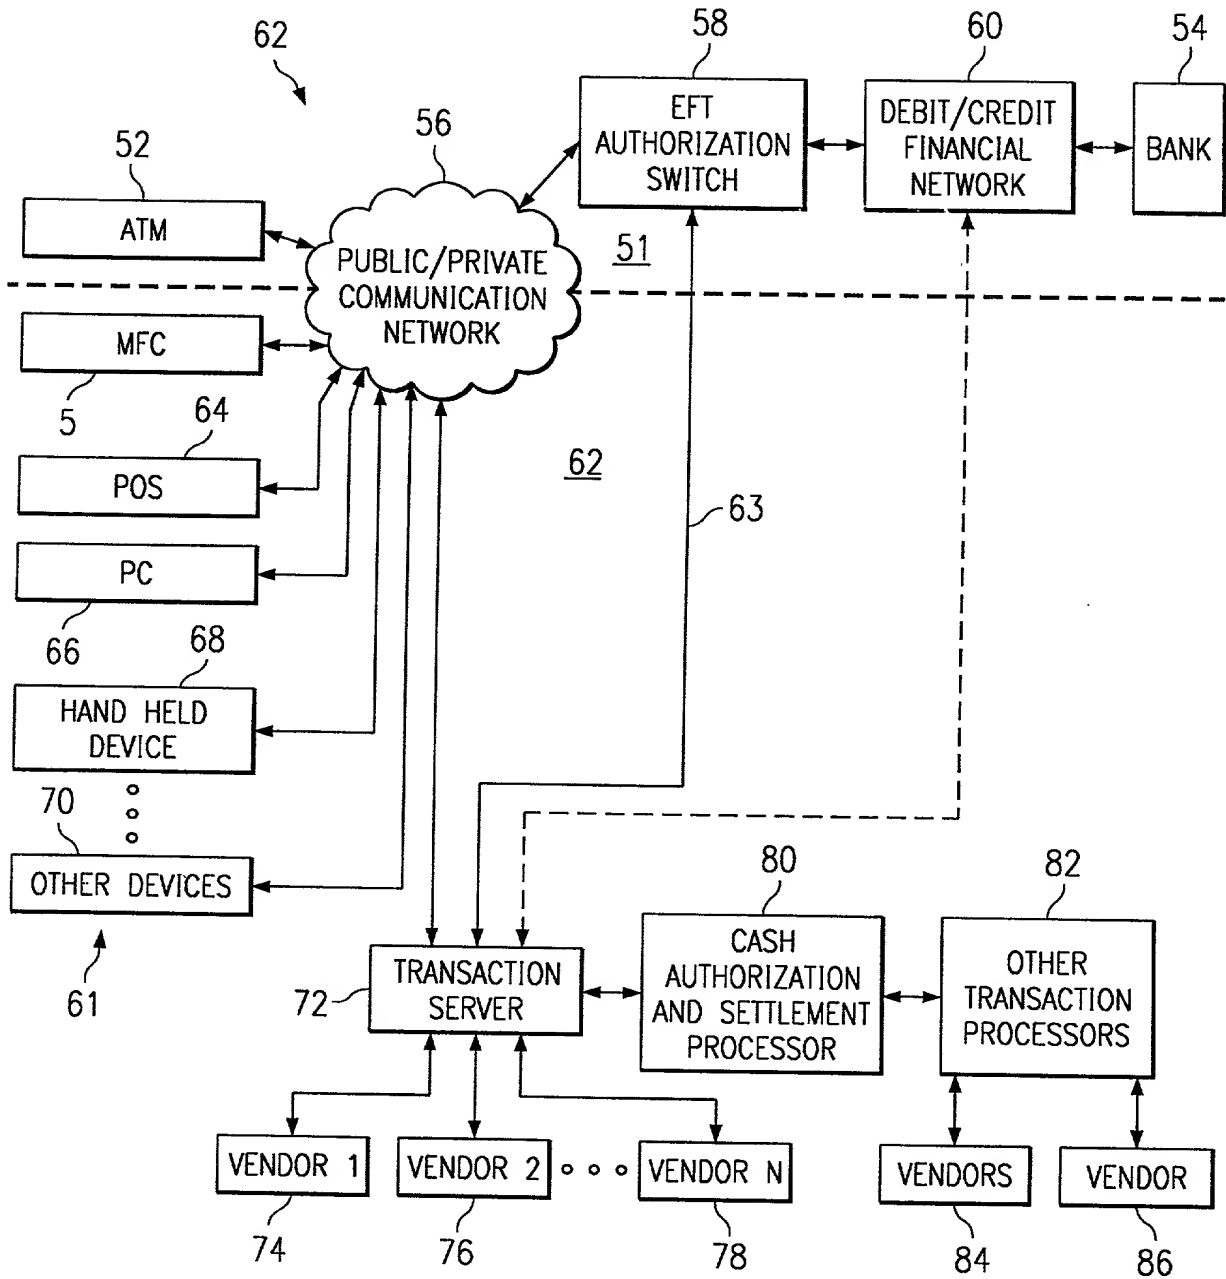 62
58
60
54
56
52
EFT
AUTHORIZATION
SWITCH
DEBIT/CREDIT
FINANCIAL
NETWORK
BANK
ATM
51
PUBLIC/PRIVATE
COMMUNICATION
NETWORK
MFC
5
64
62
POS
63
PC
66
68
HAND HELD
DEVICE
70
OTHER DEVICES
61
80
82
72
TRANSACTION
SERVER
CASH
AUTHORIZATION
AND SETTLEMENT
PROCESSOR
OTHER
TRANSACTION
PROCESSORS
VENDOR 1
VENDOR 2
VENDOR N
VENDORS
VENDOR
74
76
78
84
86